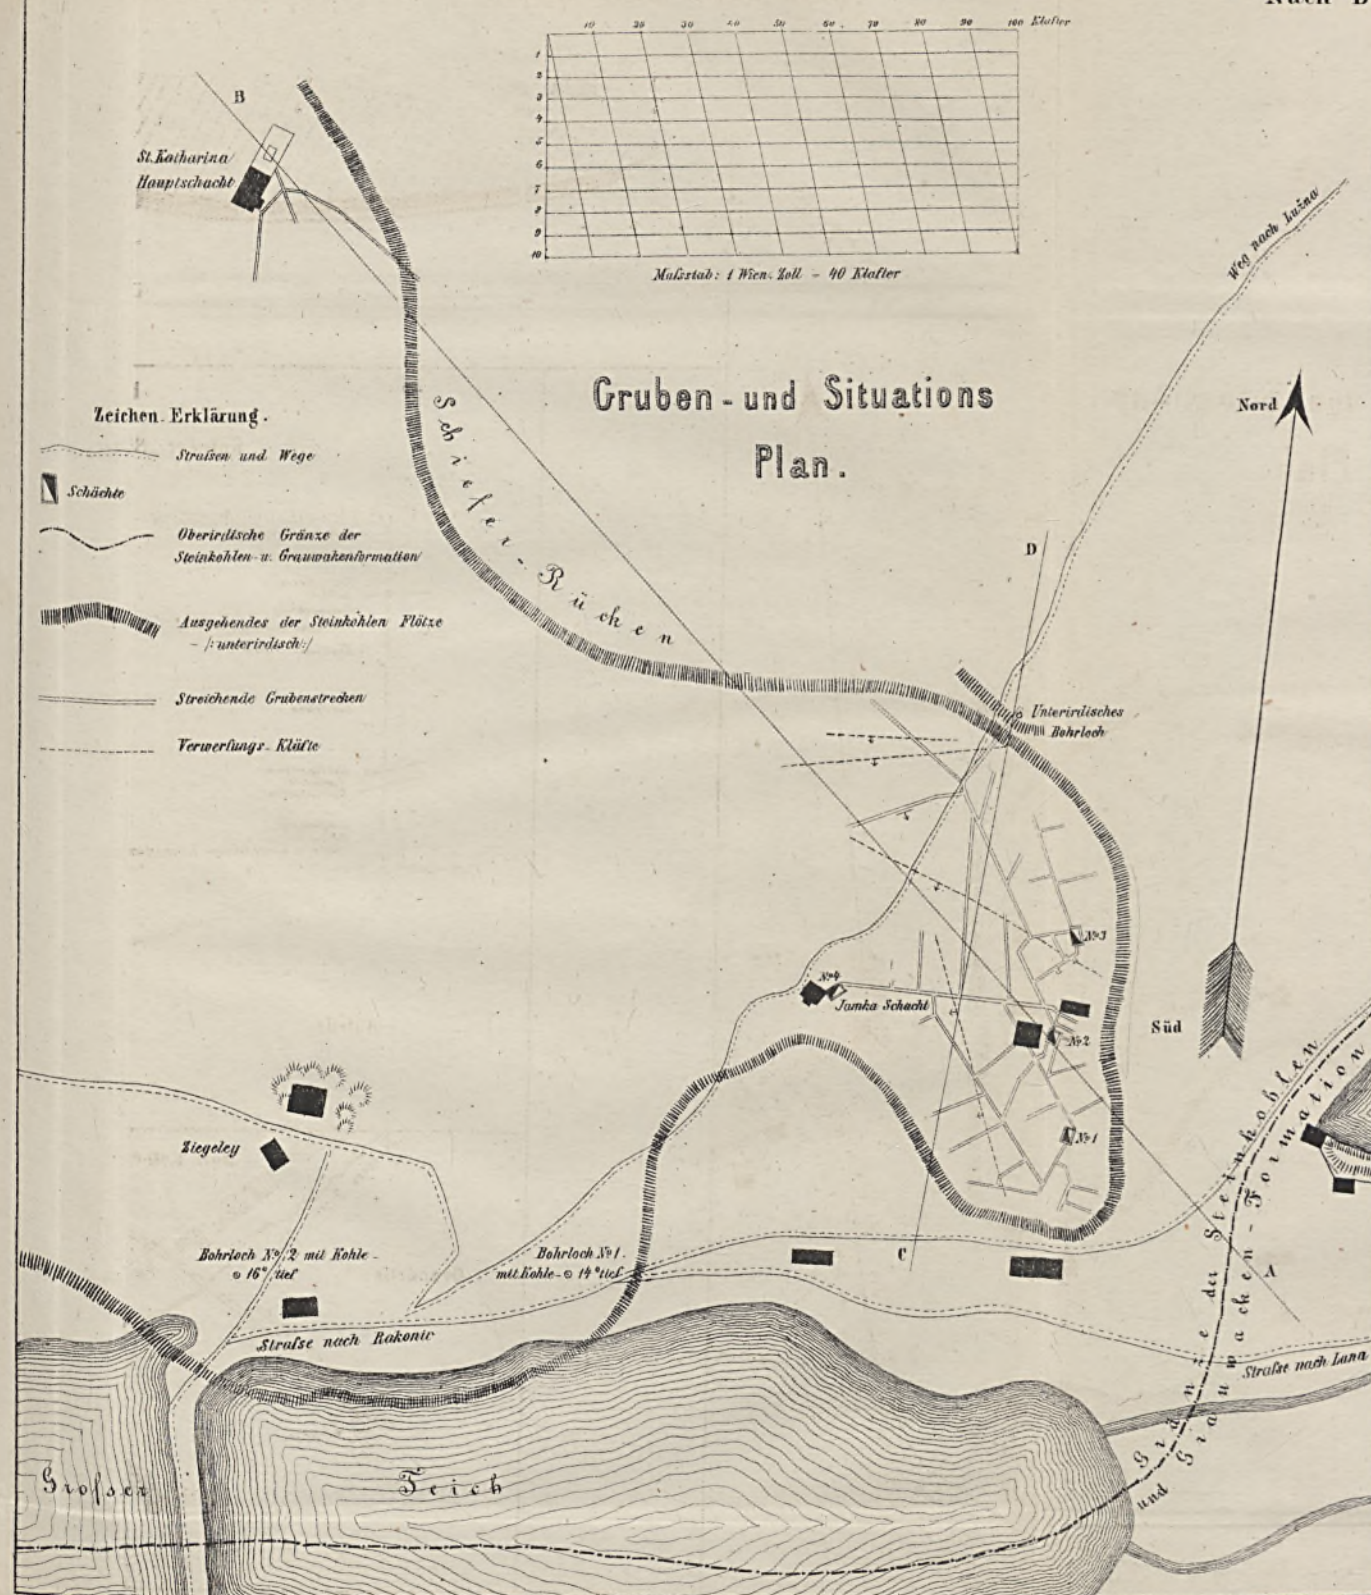 Nach
10 20 30 40 50 60 70 80 90 100 Klafter
1
2
3
4
5
6
7
8
9
10
Maſsstab: 1 Wien. Zoll - 40 Klafter
B
St. Katharina
Hauptschacht
Weg nach Lužna
Gruben-und Situations
Plan.
Nord
Süd
Zeichen-Erklärung.
Straſsen und Wege
Schächte
Oberirdische Gränze der
Steinkohlen- u. Grauwakenformation
Ausgehendes der Steinkohlen Flötze
- /: unterirdisch :/
Streichende Grubenstrecken
Verwerfungs-Klüfte
Schiefer-Rücken
D
Unterirdisches
Bohrloch
No 3
No 4
Jamka Schacht
No 2
No 1
Ziegeley
Bohrloch No. 2 mit Kohle-
16° tief
Bohrloch No 1.
mit Kohle- 14° tief
C
A
Straſse nach Rakonic
Straſse nach Lana
Gränze der Steinkohlen
und Grauwacken-Formation
Groſser Teich